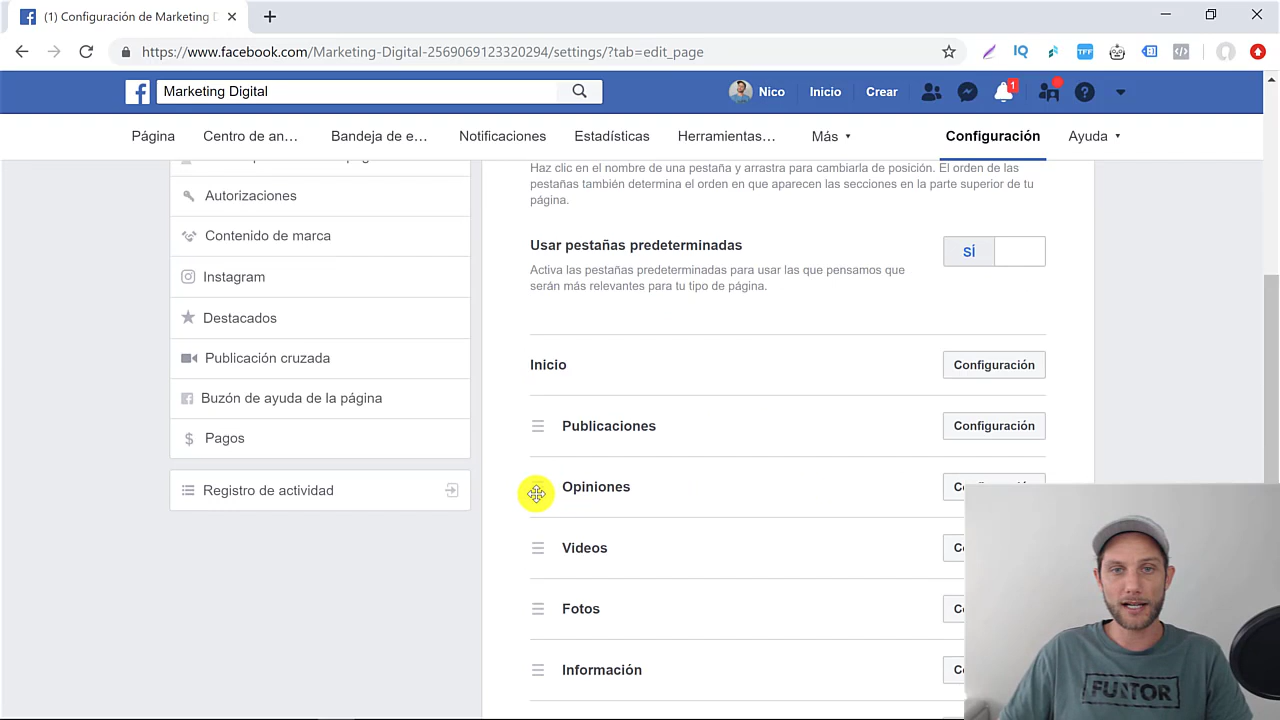 (1) Configuración de Marketing D
https://www.facebook.com/Marketing-Digital-2569069123320294/settings/?tab=edit_page
IQ
TFF
Marketing Digital
Nico
Inicio
Crear
1
Página
Centro de an...
Bandeja de e...
Notificaciones
Estadísticas
Herramientas...
Más
Configuración
Ayuda
Autorizaciones
Contenido de marca
Instagram
Destacados
Publicación cruzada
Buzón de ayuda de la página
Pagos
Registro de actividad
Haz clic en el nombre de una pestaña y arrastra para cambiarla de posición. El orden de las
pestañas también determina el orden en que aparecen las secciones en la parte superior de tu
página.
Usar pestañas predeterminadas
SÍ
Activa las pestañas predeterminadas para usar las que pensamos que
serán más relevantes para tu tipo de página.
Inicio
Configuración
Publicaciones
Configuración
Opiniones
Videos
Fotos
Información
FUNTOR